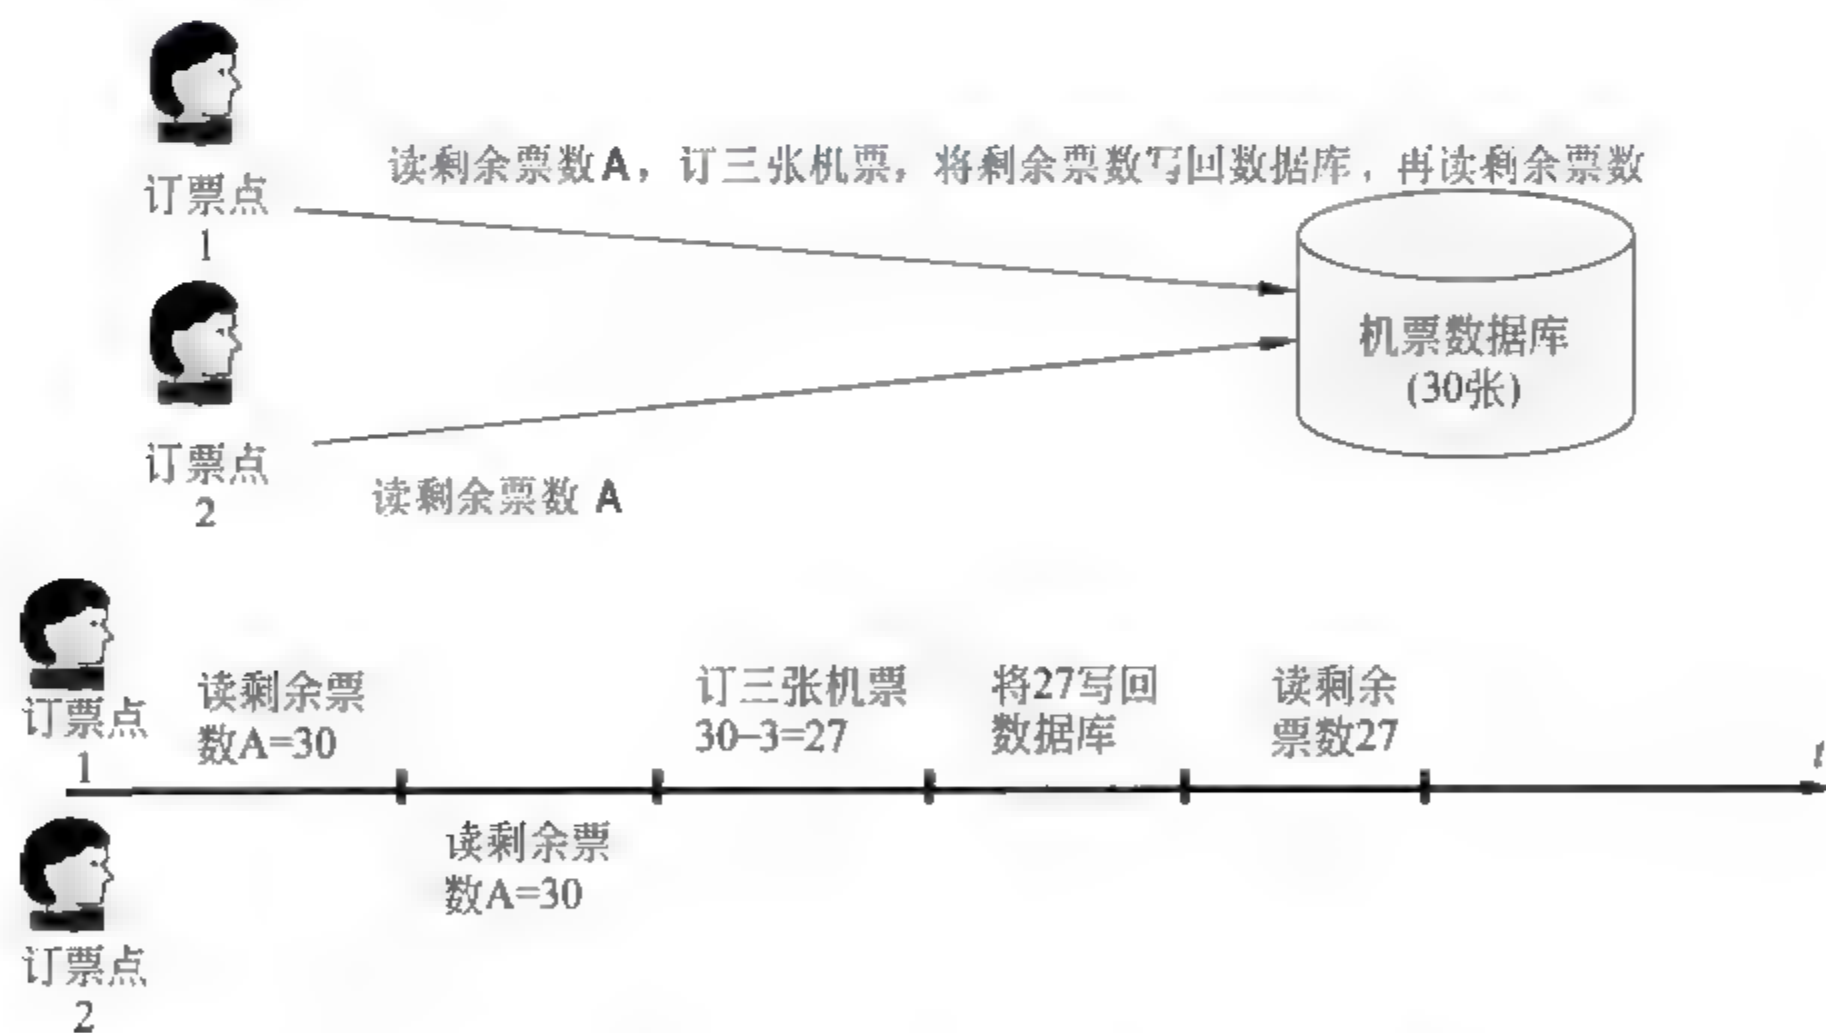 读剩余票数A，订三张机票，将剩余票数写回数据库，再读剩余票数
订票点
1
机票数据库
(30张)
订票点
2
读剩余票数 A
读剩余票
数A=30
订三张机票
30-3=27
将27写回
数据库
读剩余
票数27
订票点
1
t
读剩余票
数A=30
订票点
2